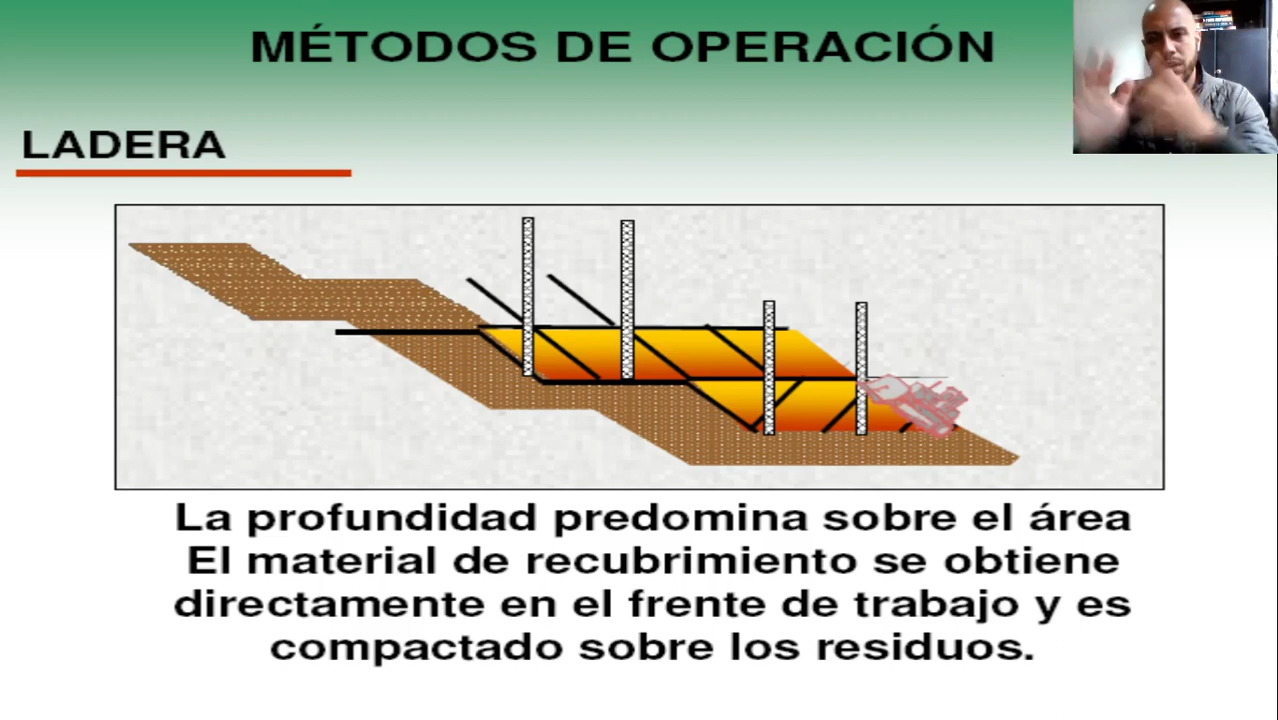 MÉTODOS DE OPERACIÓN
LADERA
La profundidad predomina sobre el área
El material de recubrimiento se obtiene
directamente en el frente de trabajo y es
compactado sobre los residuos.